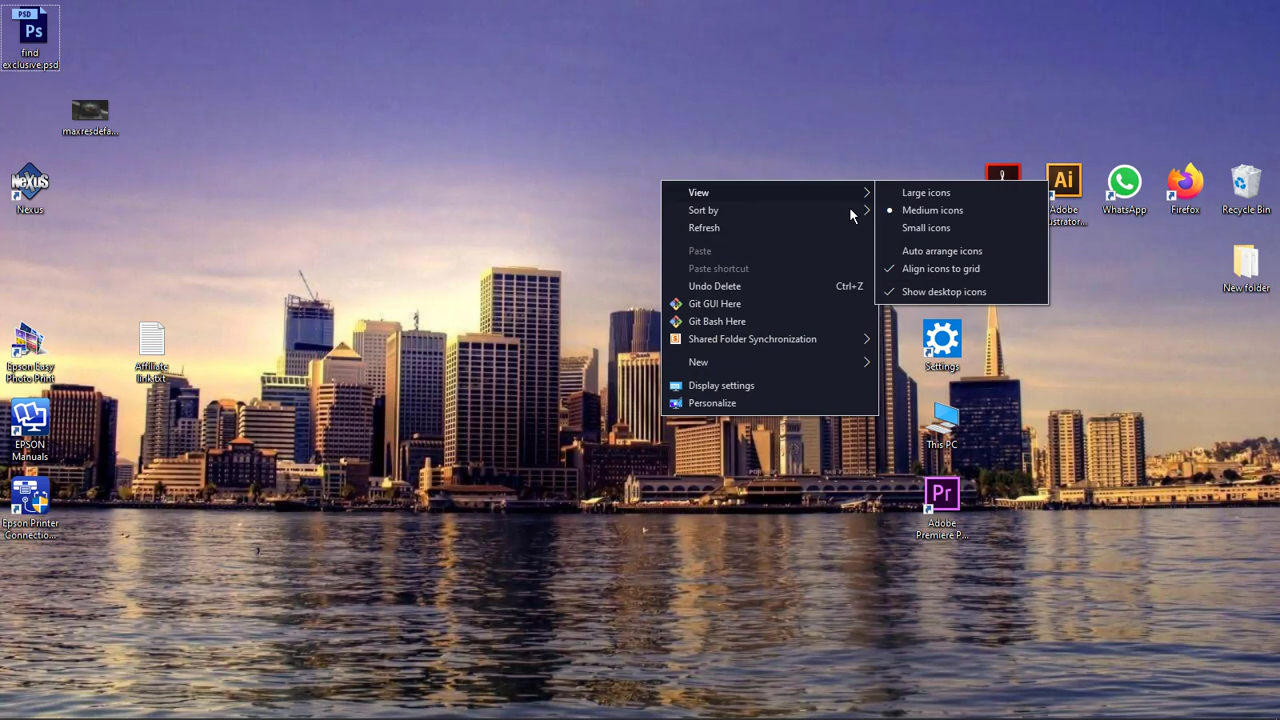 PSD
Ps
find
exclusive.psd
maxresdefa...
NeXuS
Nexus
Epson Easy
Photo Print
Affiliate
link.txt
EPSON
Manuals
Epson Printer
Connectio...
View
Sort by
Refresh
Paste
Paste shortcut
Undo Delete Ctrl+Z
Git GUI Here
Git Bash Here
Shared Folder Synchronization
New
Display settings
Personalize
Large icons
Medium icons
Small icons
Auto arrange icons
Align icons to grid
Show desktop icons
Ai
Adobe
Illustrator...
WhatsApp
Firefox
Recycle Bin
New folder
Settings
This PC
Pr
Adobe
Premiere P...